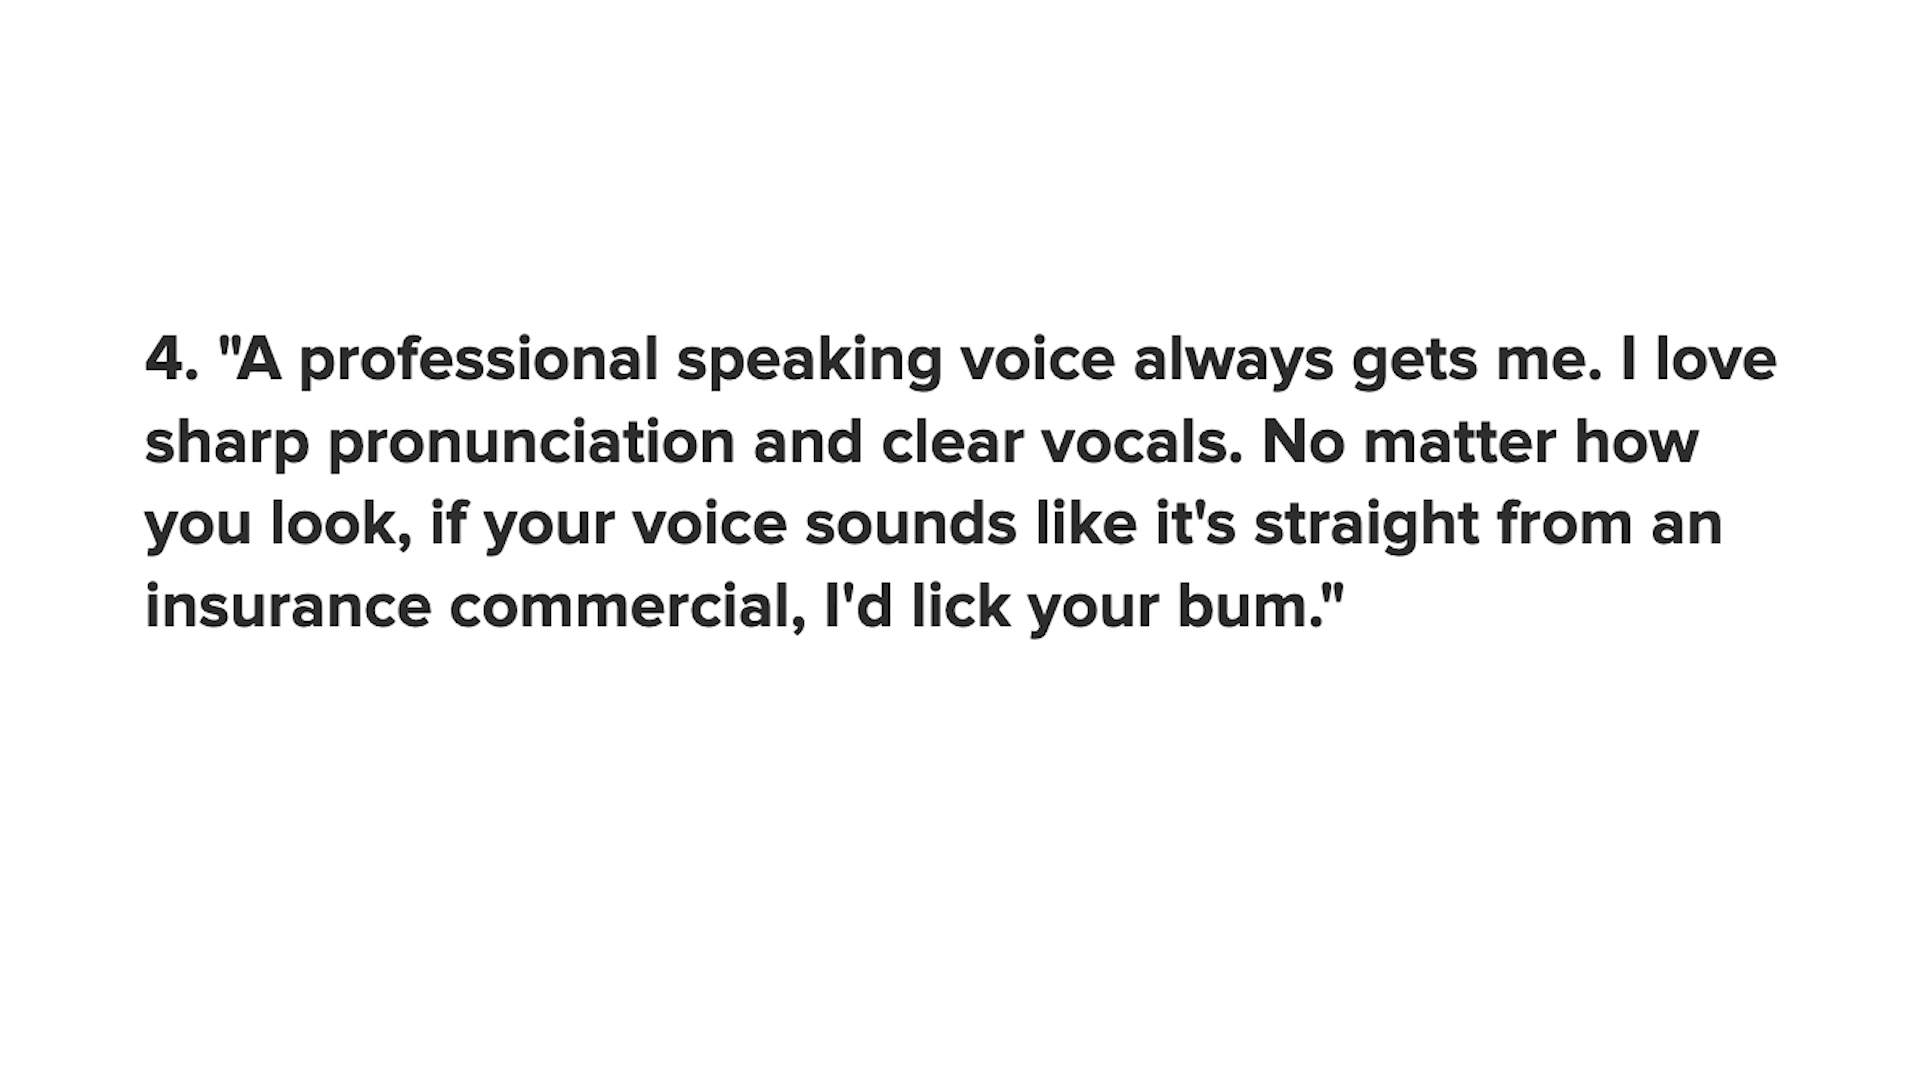 4. "A professional speaking voice always gets me. I love
sharp pronunciation and clear vocals. No matter how
you look, if your voice sounds like it's straight from an
insurance commercial, I'd lick your bum."